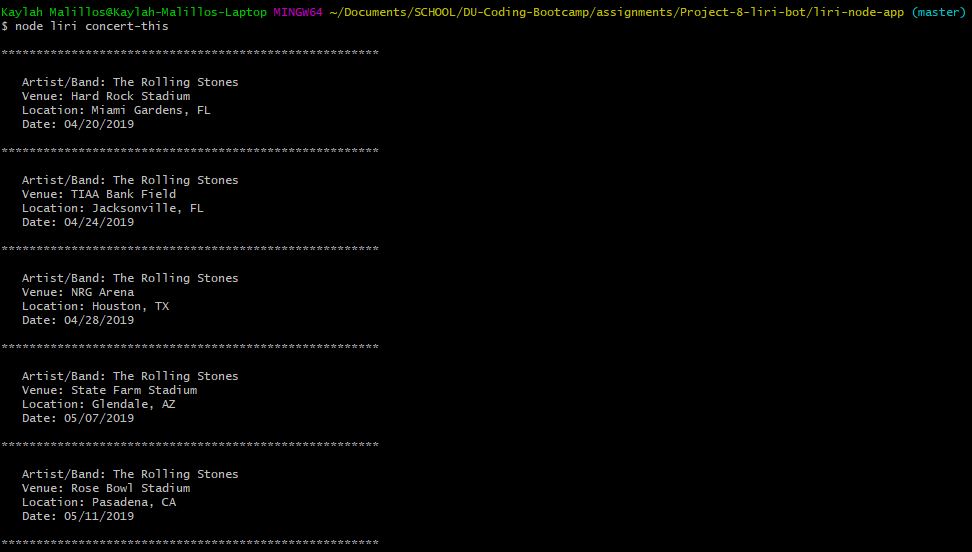 Kaylah Malillos@Kaylah-Malillos-Laptop MINGW64 ~/Documents/SCHOOL/DU-Coding-Bootcamp/assignments/Project-8-liri-bot/liri-node-app (master)
$ node liri concert-this
******************************************************
Artist/Band: The Rolling Stones
Venue: Hard Rock Stadium
Location: Miami Gardens, FL
Date: 04/20/2019
******************************************************
Artist/Band: The Rolling Stones
Venue: TIAA Bank Field
Location: Jacksonville, FL
Date: 04/24/2019
******************************************************
Artist/Band: The Rolling Stones
Venue: NRG Arena
Location: Houston, TX
Date: 04/28/2019
******************************************************
Artist/Band: The Rolling Stones
Venue: State Farm Stadium
Location: Glendale, AZ
Date: 05/07/2019
******************************************************
Artist/Band: The Rolling Stones
Venue: Rose Bowl Stadium
Location: Pasadena, CA
Date: 05/11/2019
******************************************************